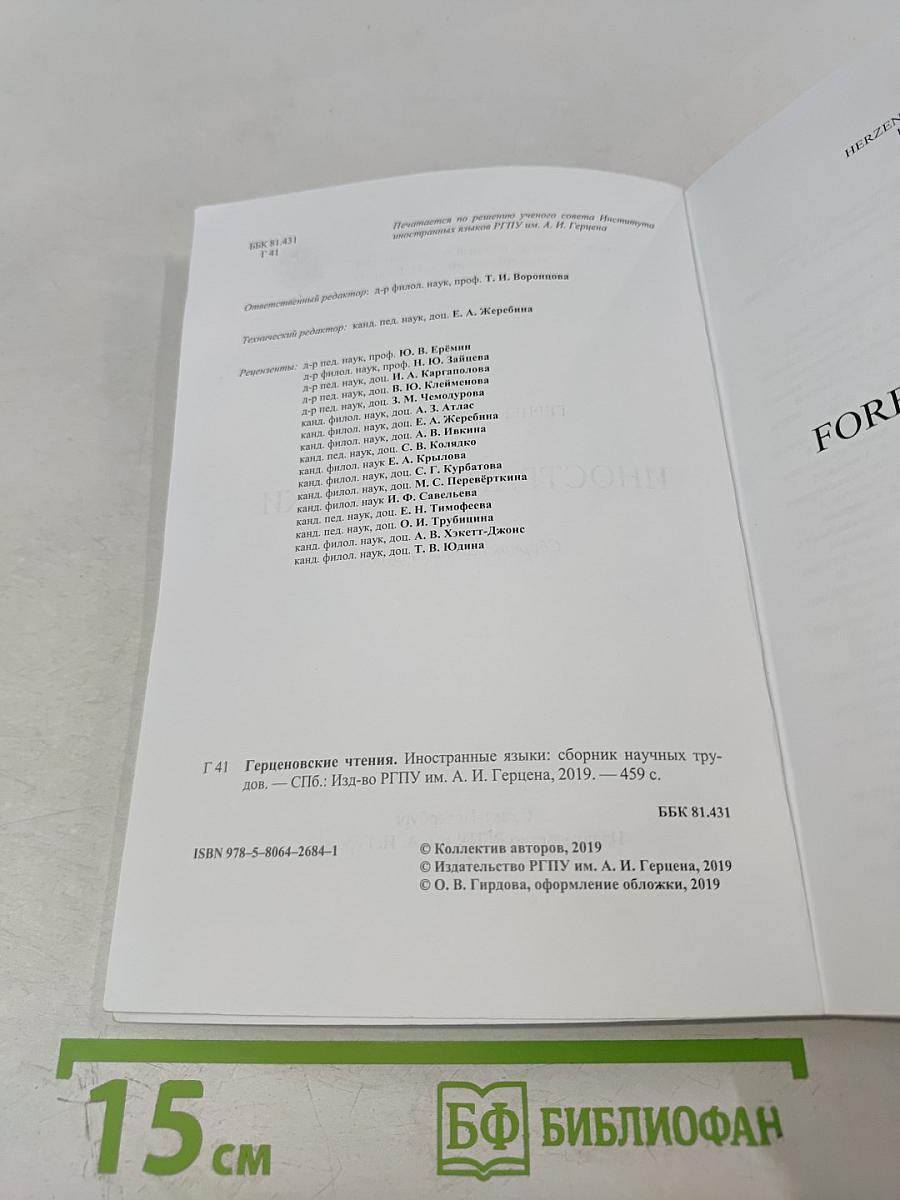 ББК 81.431
Г 41
Печатается по решению ученого совета Института
иностранных языков РГПУ им. А. И. Герцена
Ответственный редактор: д-р филол. наук, проф. Т. И. Воронцова
Технический редактор: канд. пед. наук, доц. Е. А. Жеребина
Рецензенты: д-р пед. наук, проф. Ю. В. Ерёмин
д-р филол. наук, проф. Н. Ю. Зайцева
д-р пед. наук, доц. И. А. Каргаполова
д-р пед. наук, доц. В. Ю. Клейменова
д-р пед. наук, доц. З. М. Чемодурова
канд. филол. наук, доц. А. З. Атлас
канд. филол. наук, доц. Е. А. Жеребина
канд. филол. наук, доц. А. В. Ивкина
канд. пед. наук, доц. С. В. Колядко
канд. филол. наук Е. А. Крылова
канд. филол. наук, доц. С. Г. Курбатова
канд. филол. наук, доц. М. С. Перевёрткина
канд. филол. наук И. Ф. Савельева
канд. пед. наук, доц. Е. Н. Тимофеева
канд. пед. наук, доц. О. И. Трубицина
канд. филол. наук, доц. А. В. Хэкетт-Джонс
канд. филол. наук, доц. Т. В. Юдина
Г 41 Герценовские чтения. Иностранные языки: сборник научных тру-
дов. — СПб.: Изд-во РГПУ им. А. И. Герцена, 2019. — 459 с.
ББК 81.431
ISBN 978–5–8064–2684–1
© Коллектив авторов, 2019
© Издательство РГПУ им. А. И. Герцена, 2019
© О. В. Гирдова, оформление обложки, 2019
HERZEN
FORE
15 см
БФ БИБЛИОФАН